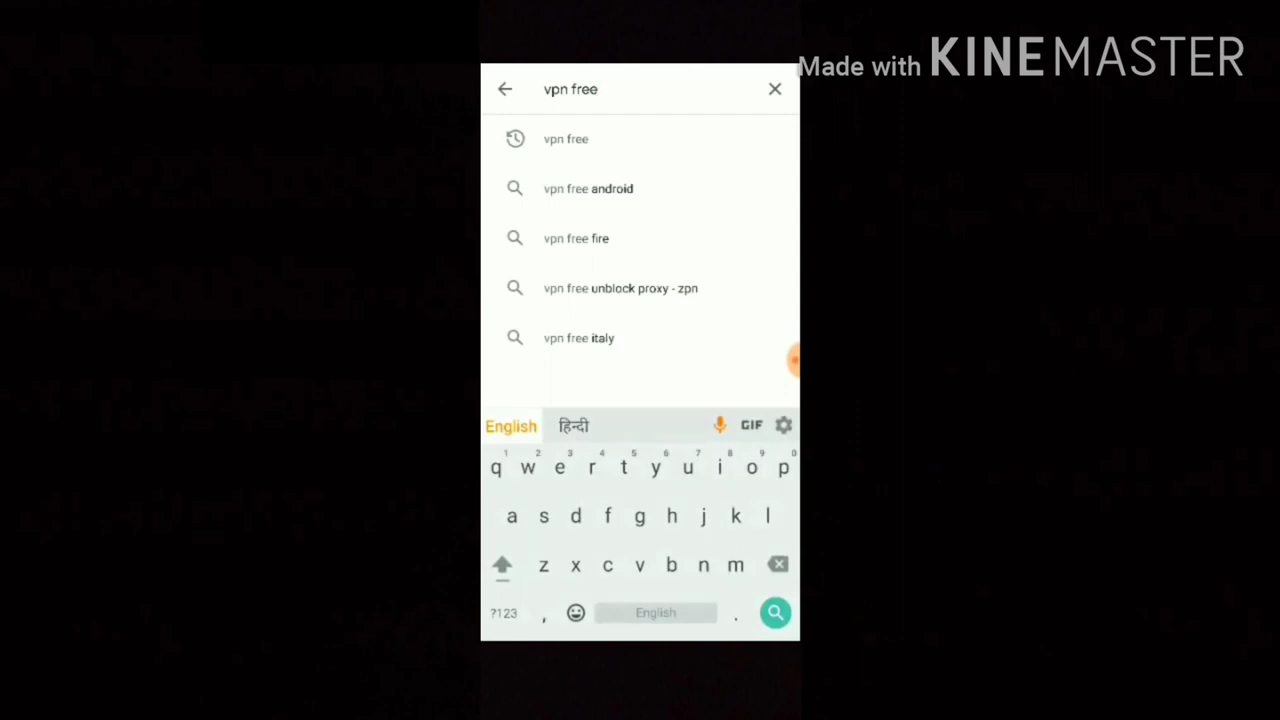 Made with KINEMASTER
vpn free
vpn free
vpn free android
vpn free fire
vpn free unblock proxy - zpn
vpn free italy
English हिन्दी GIF
1 2 3 4 5 6 7 8 9 0
q w e r t y u i o p
a s d f g h j k l
z x c v b n m
?123 , English .